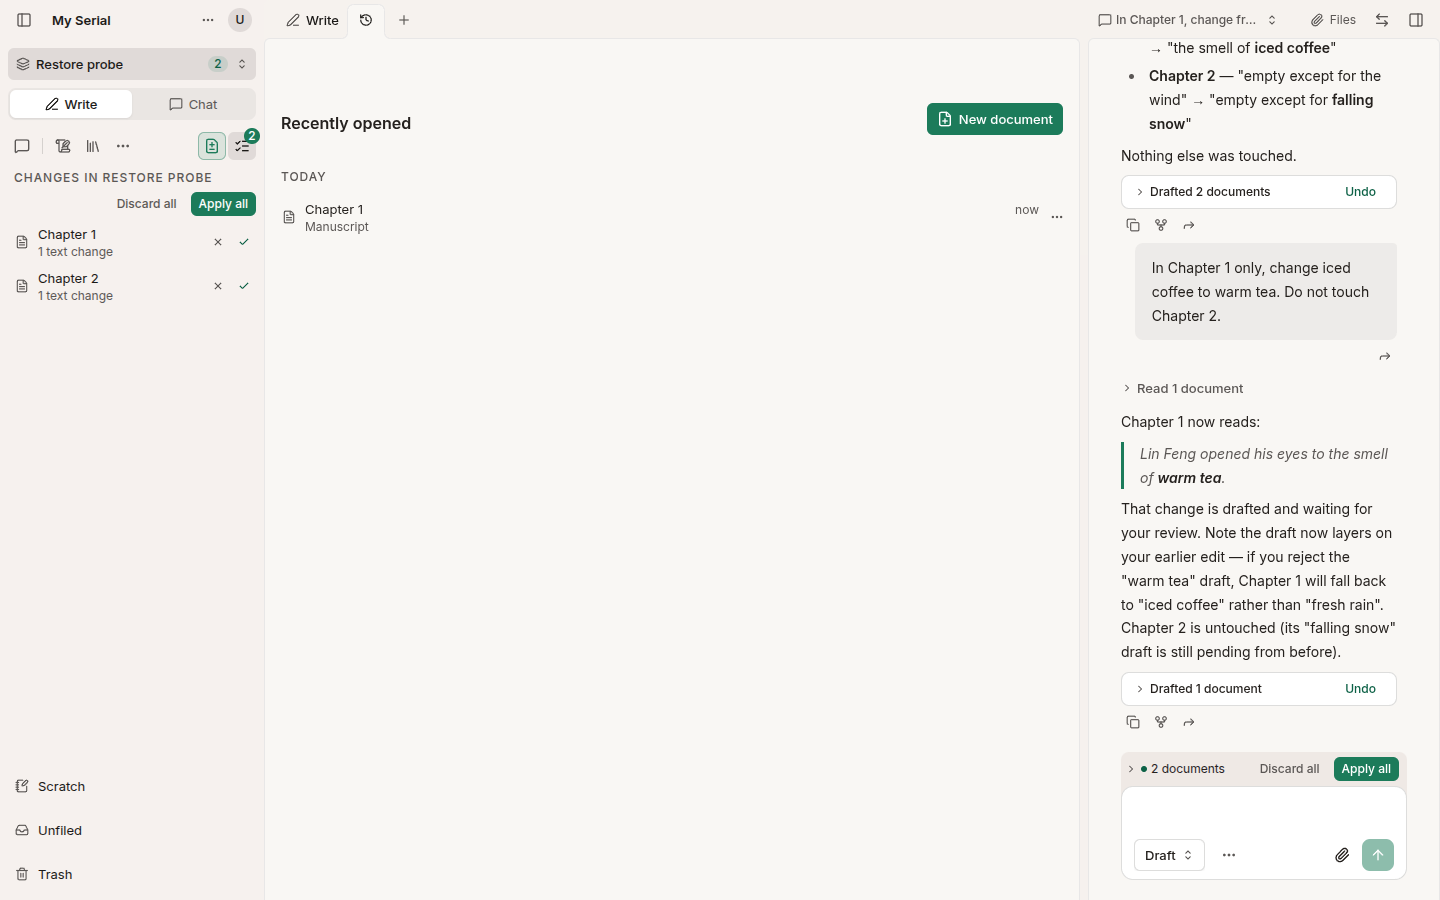 My Serial
U
Restore probe
2
Write
Chat
2
CHANGES IN RESTORE PROBE
Discard all
Apply all
Chapter 1
1 text change
Chapter 2
1 text change
Scratch
Unfiled
Trash
Write
Recently opened
New document
TODAY
Chapter 1
Manuscript
now
In Chapter 1, change fr...
Files
→ "the smell of iced coffee"
• Chapter 2 — "empty except for the
wind" → "empty except for falling
snow"
Nothing else was touched.
Drafted 2 documents
Undo
In Chapter 1 only, change iced
coffee to warm tea. Do not touch
Chapter 2.
Read 1 document
Chapter 1 now reads:
Lin Feng opened his eyes to the smell
of warm tea.
That change is drafted and waiting for
your review. Note the draft now layers on
your earlier edit — if you reject the
"warm tea" draft, Chapter 1 will fall back
to "iced coffee" rather than "fresh rain".
Chapter 2 is untouched (its "falling snow"
draft is still pending from before).
Drafted 1 document
Undo
2 documents
Discard all
Apply all
Draft